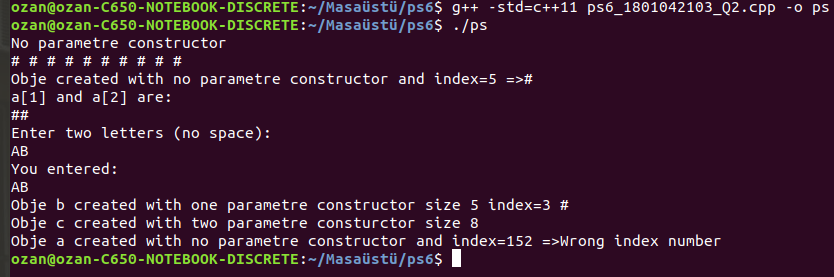 ozan@ozan-C650-NOTEBOOK-DISCRETE:~/Masaüstü/ps6$ g++ -std=c++11 ps6_1801042103_Q2.cpp -o ps
ozan@ozan-C650-NOTEBOOK-DISCRETE:~/Masaüstü/ps6$ ./ps
No parametre constructor
# # # # # # # # # #
Obje created with no parametre constructor and index=5 =>#
a[1] and a[2] are:
##
Enter two letters (no space):
AB
You entered:
AB
Obje b created with one parametre constructor size 5 index=3 #
Obje c created with two parametre consturctor size 8
Obje a created with no parametre constructor and index=152 =>Wrong index number
ozan@ozan-C650-NOTEBOOK-DISCRETE:~/Masaüstü/ps6$